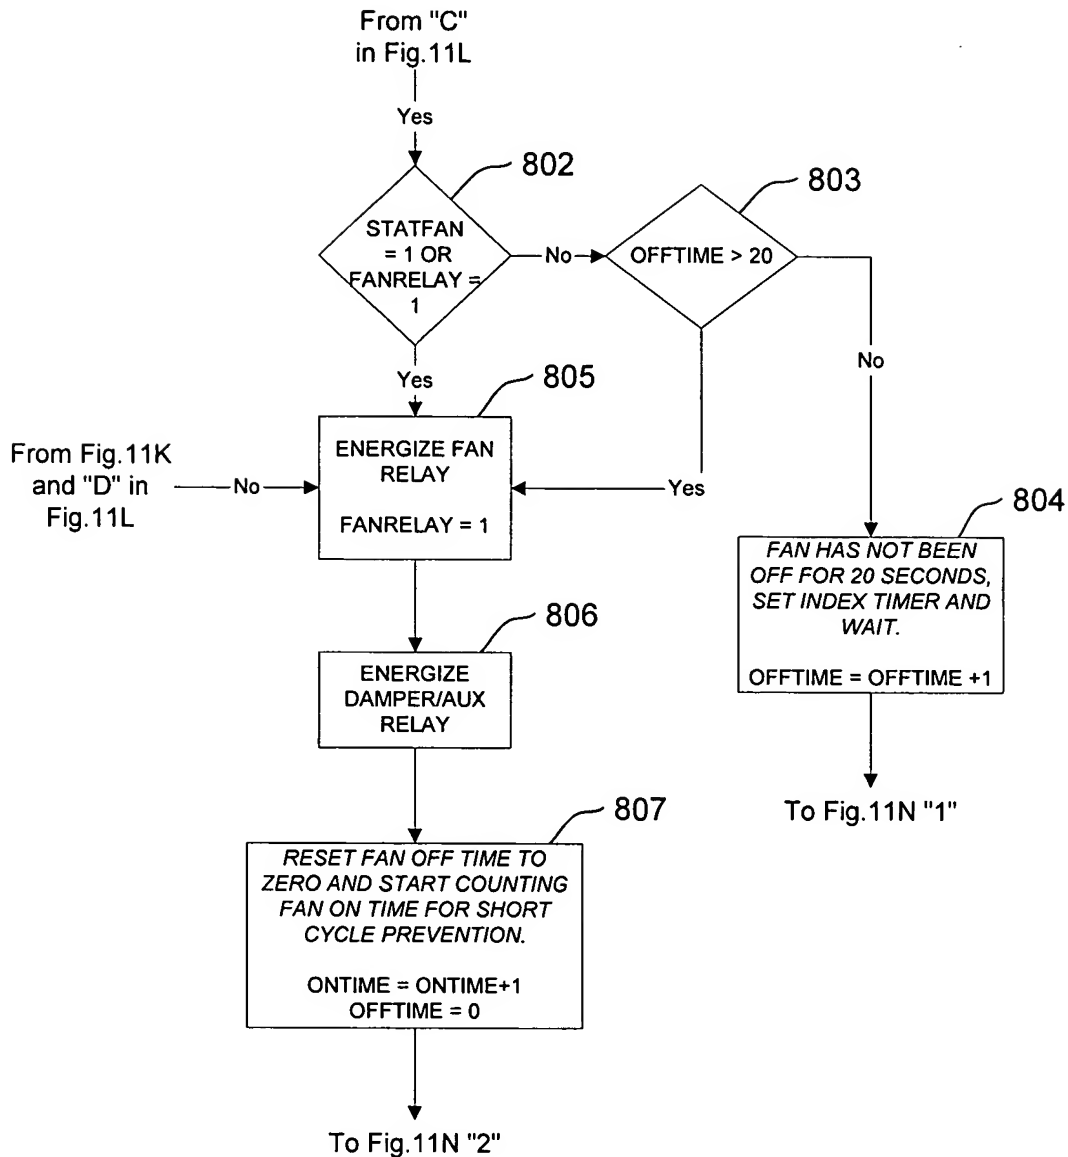 From "C"
in Fig.11L
Yes
802
STATFAN
= 1 OR
FANRELAY =
1
No
803
OFFTIME > 20
No
Yes
805
ENERGIZE FAN
RELAY
FANRELAY = 1
From Fig.11K
and "D" in
Fig.11L
No
Yes
804
FAN HAS NOT BEEN
OFF FOR 20 SECONDS,
SET INDEX TIMER AND
WAIT.
OFFTIME = OFFTIME +1
806
ENERGIZE
DAMPER/AUX
RELAY
To Fig.11N "1"
807
RESET FAN OFF TIME TO
ZERO AND START COUNTING
FAN ON TIME FOR SHORT
CYCLE PREVENTION.
ONTIME = ONTIME+1
OFFTIME = 0
To Fig.11N "2"